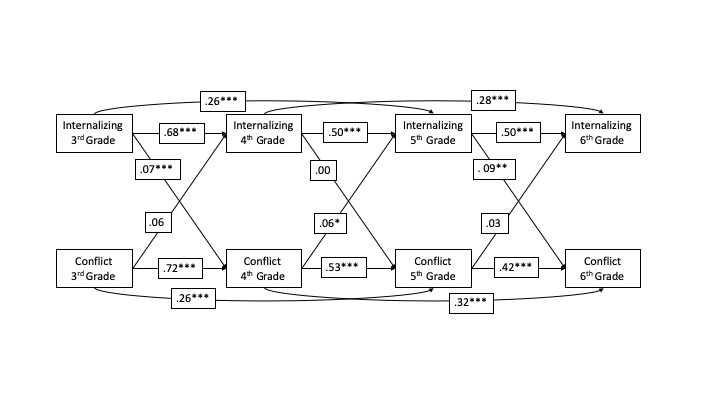 .26***
.28***
Internalizing
3rd Grade
.68***
Internalizing
4th Grade
.50***
Internalizing
5th Grade
.50***
Internalizing
6th Grade
.07***
.00
. 09**
.06
.06*
.03
Conflict
3rd Grade
.72***
Conflict
4th Grade
.53***
Conflict
5th Grade
.42***
Conflict
6th Grade
.26***
.32***